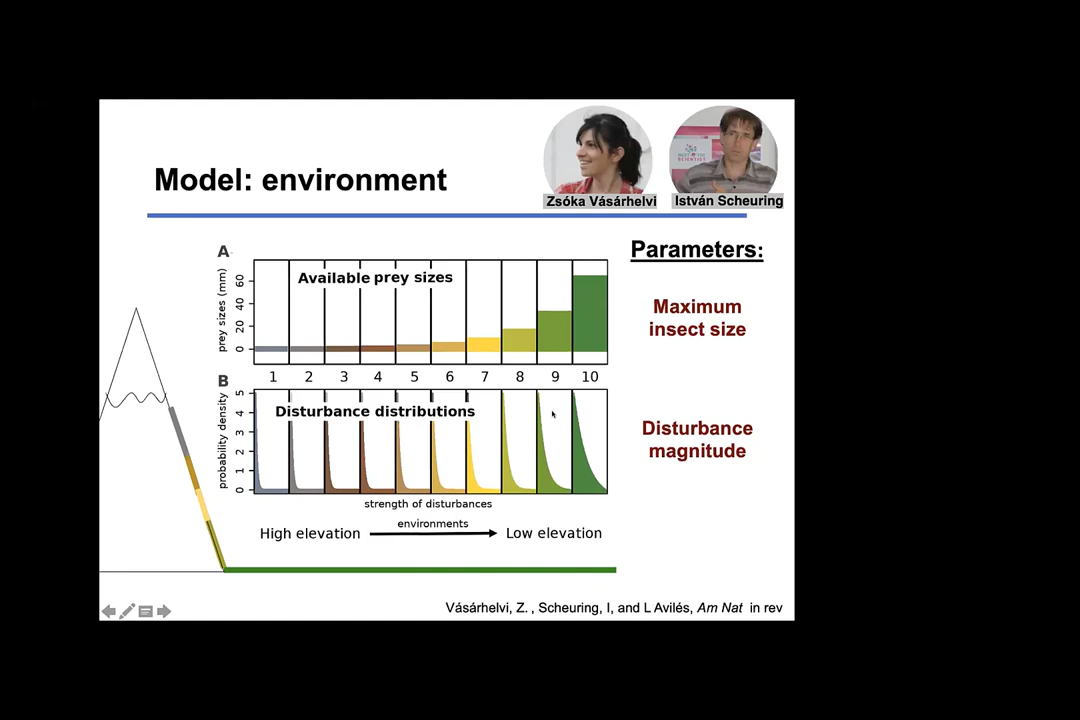 Model: environment
Zsóka Vásárhelvi
István Scheuring
Parameters:
A
Available prey sizes
prey sizes (mm)
60
40
20
0
Maximum
insect size
1 2 3 4 5 6 7 8 9 10
B
Disturbance distributions
probability density
5
4
3
2
1
0
Disturbance
magnitude
strength of disturbances
environments
High elevation
Low elevation
Vásárhelvi, Z. , Scheuring, I, and L Avilés, Am Nat in rev